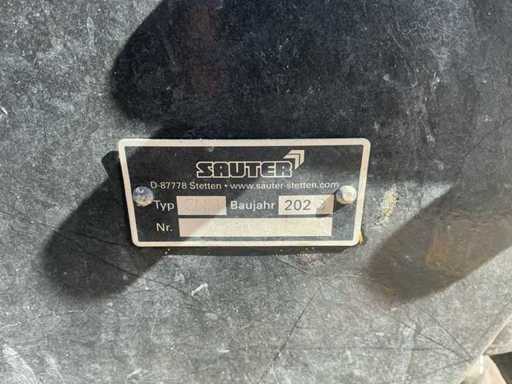 SAUTER
D-87778 Stetten • www.sauter-stetten.com
Typ Baujahr
Nr.